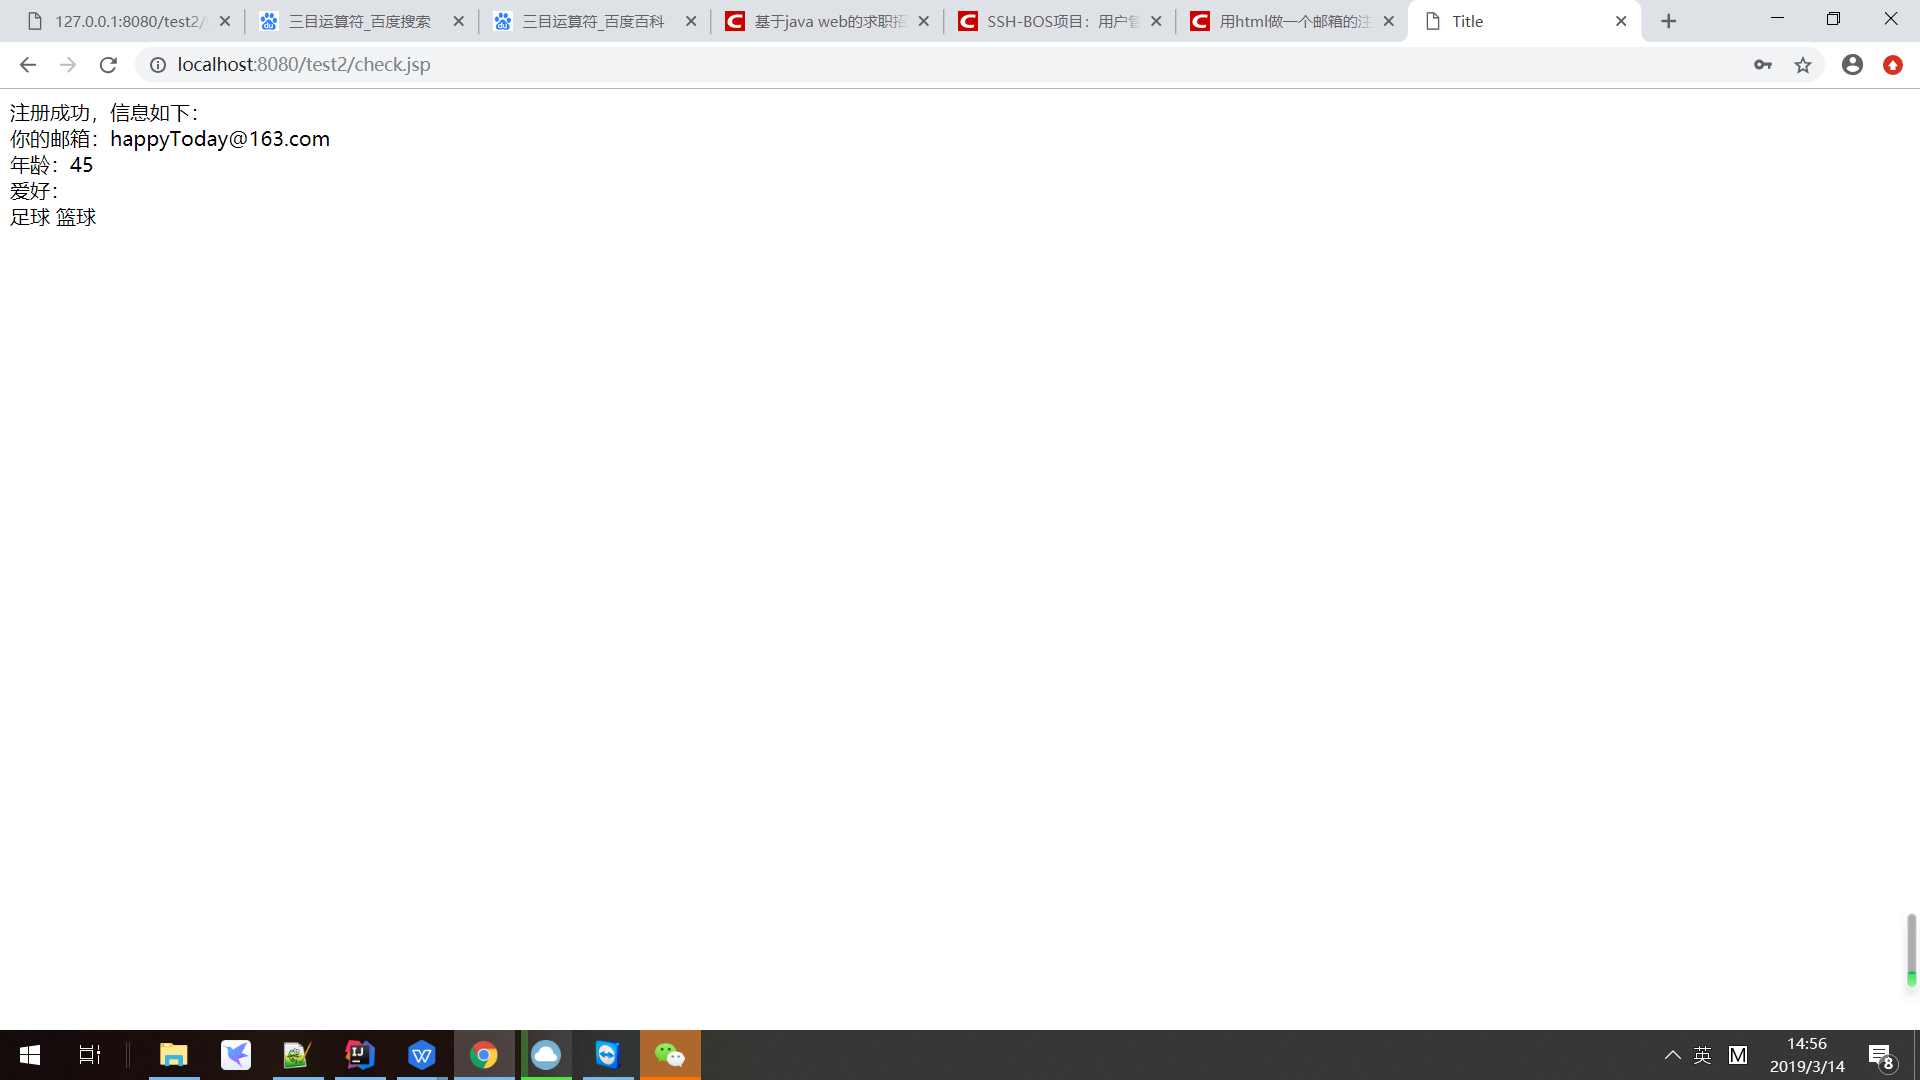 127.0.0.1:8080/test2/
三目运算符_百度搜索
三目运算符_百度百科
基于java web的求职招
SSH-BOS项目：用户管
用html做一个邮箱的注
Title
localhost:8080/test2/check.jsp
注册成功，信息如下：
你的邮箱：happyToday@163.com
年龄：45
爱好：
足球 篮球
英
M
14:56
2019/3/14
8